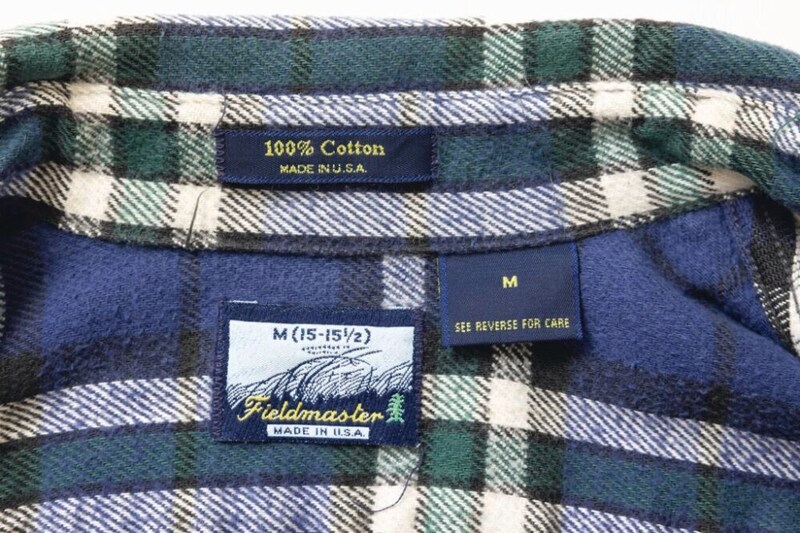 100% Cotton
MADE IN U.S.A.
M
SEE REVERSE FOR CARE
M (15-15½)
Fieldmaster
MADE IN U.S.A.